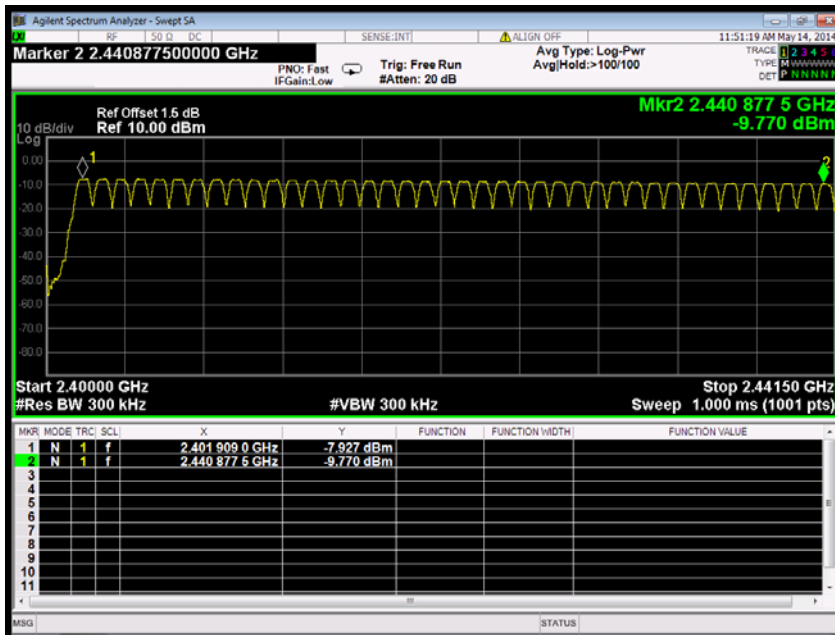 Agilent Spectrum Analyzer - Swept SA
RF 50 Ω DC SENSE:INT ALIGN OFF 11:51:19 AM May 14, 2014
Marker 2 2.440877500000 GHz
PNO: Fast
IFGain:Low
Trig: Free Run
#Atten: 20 dB
Avg Type: Log-Pwr
Avg|Hold:>100/100
TRACE 1 2 3 4 5
TYPE M
DET P N N N N
Mkr2 2.440 877 5 GHz
-9.770 dBm
Ref Offset 1.5 dB
10 dB/div Ref 10.00 dBm
Log
1
2
0.00
-10.0
-20.0
-30.0
-40.0
-50.0
-60.0
-70.0
-80.0
Start 2.40000 GHz Stop 2.44150 GHz
#Res BW 300 kHz #VBW 300 kHz Sweep 1.000 ms (1001 pts)
MKR MODE TRC SCL X Y FUNCTION FUNCTION WIDTH FUNCTION VALUE
1 N 1 f 2.401 909 0 GHz -7.927 dBm
2 N 1 f 2.440 877 5 GHz -9.770 dBm
3
4
5
6
7
8
9
10
11
MSG STATUS